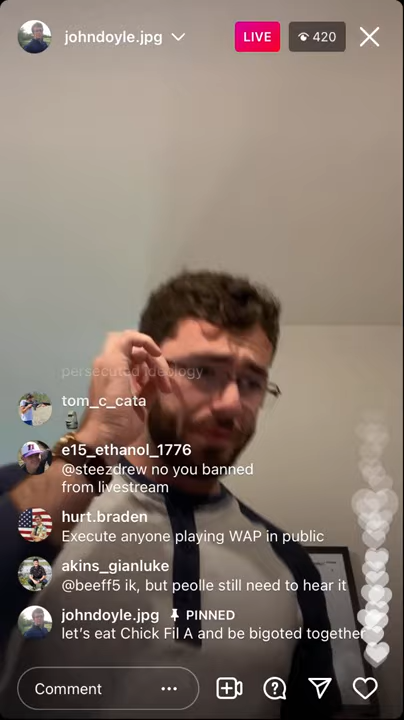 johndoyle.jpg
LIVE
420
persecuted ideology
tom_c_cata
e15_ethanol_1776
@steezdrew no you banned
from livestream
hurt.braden
Execute anyone playing WAP in public
akins_gianluke
@beeff5 ik, but peolle still need to hear it
johndoyle.jpg PINNED
let's eat Chick Fil A and be bigoted together
Comment